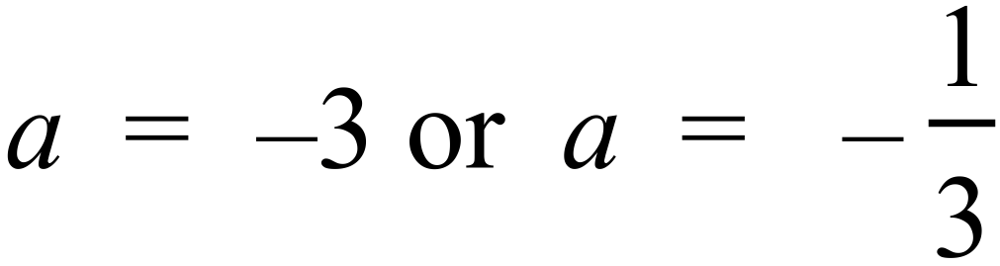 a = –3 or a = –1/3